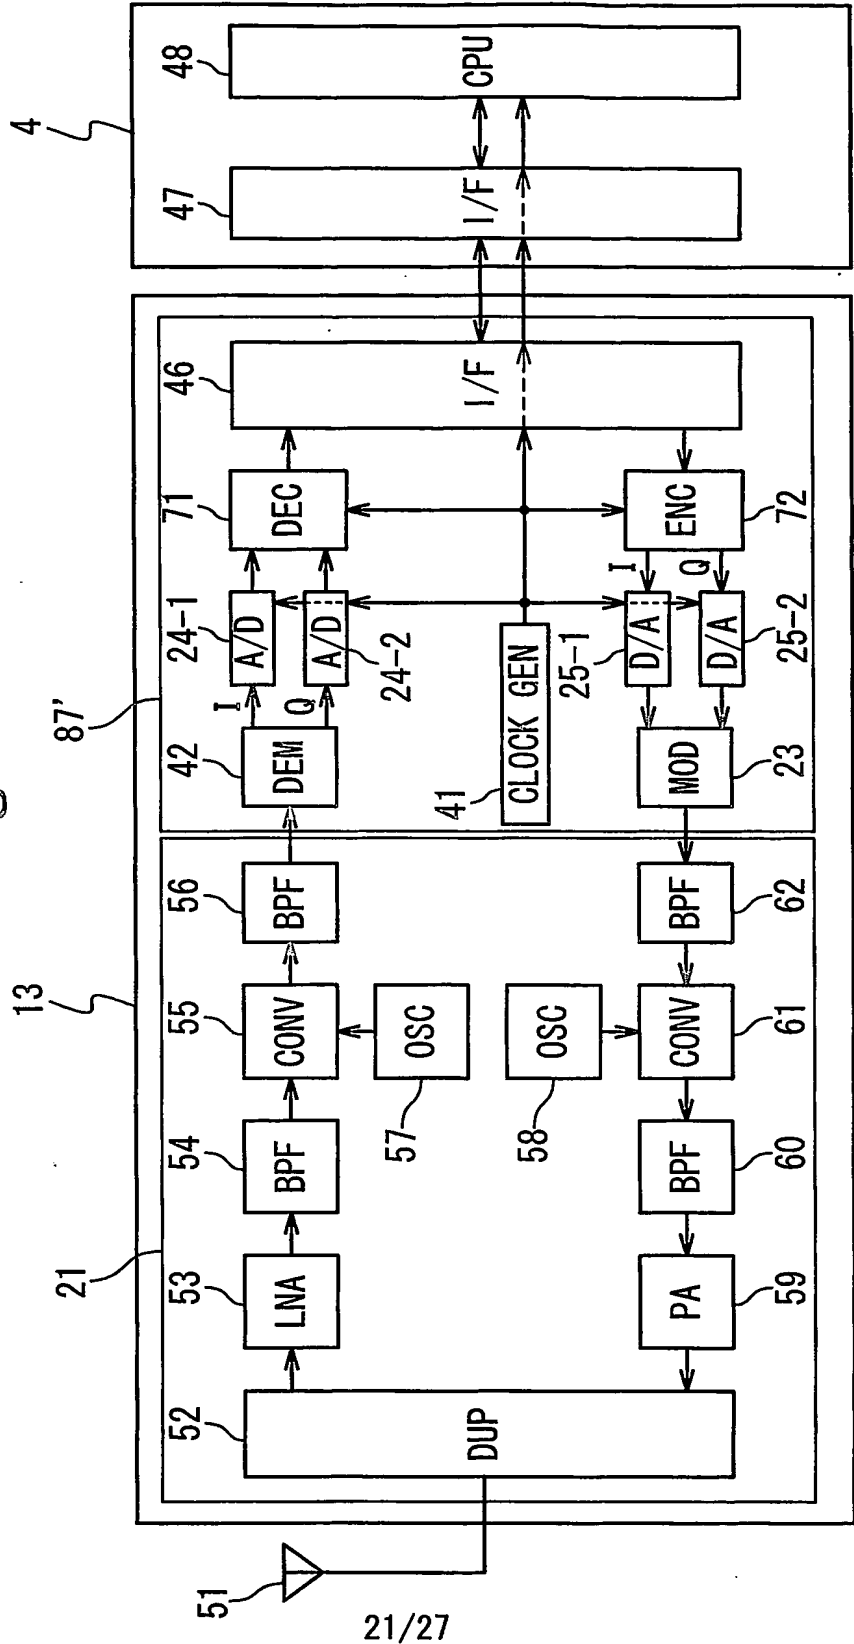 13
4
21
87'
51
52
DUP
53
LNA
54
BPF
55
CONV
56
BPF
57
OSC
58
OSC
59
PA
60
BPF
61
CONV
62
BPF
42
DEM
I
Q
24-1
A/D
24-2
A/D
71
DEC
46
I/F
41
CLOCK GEN
23
MOD
25-1
D/A
25-2
D/A
I
Q
72
ENC
47
I/F
48
CPU
21/27